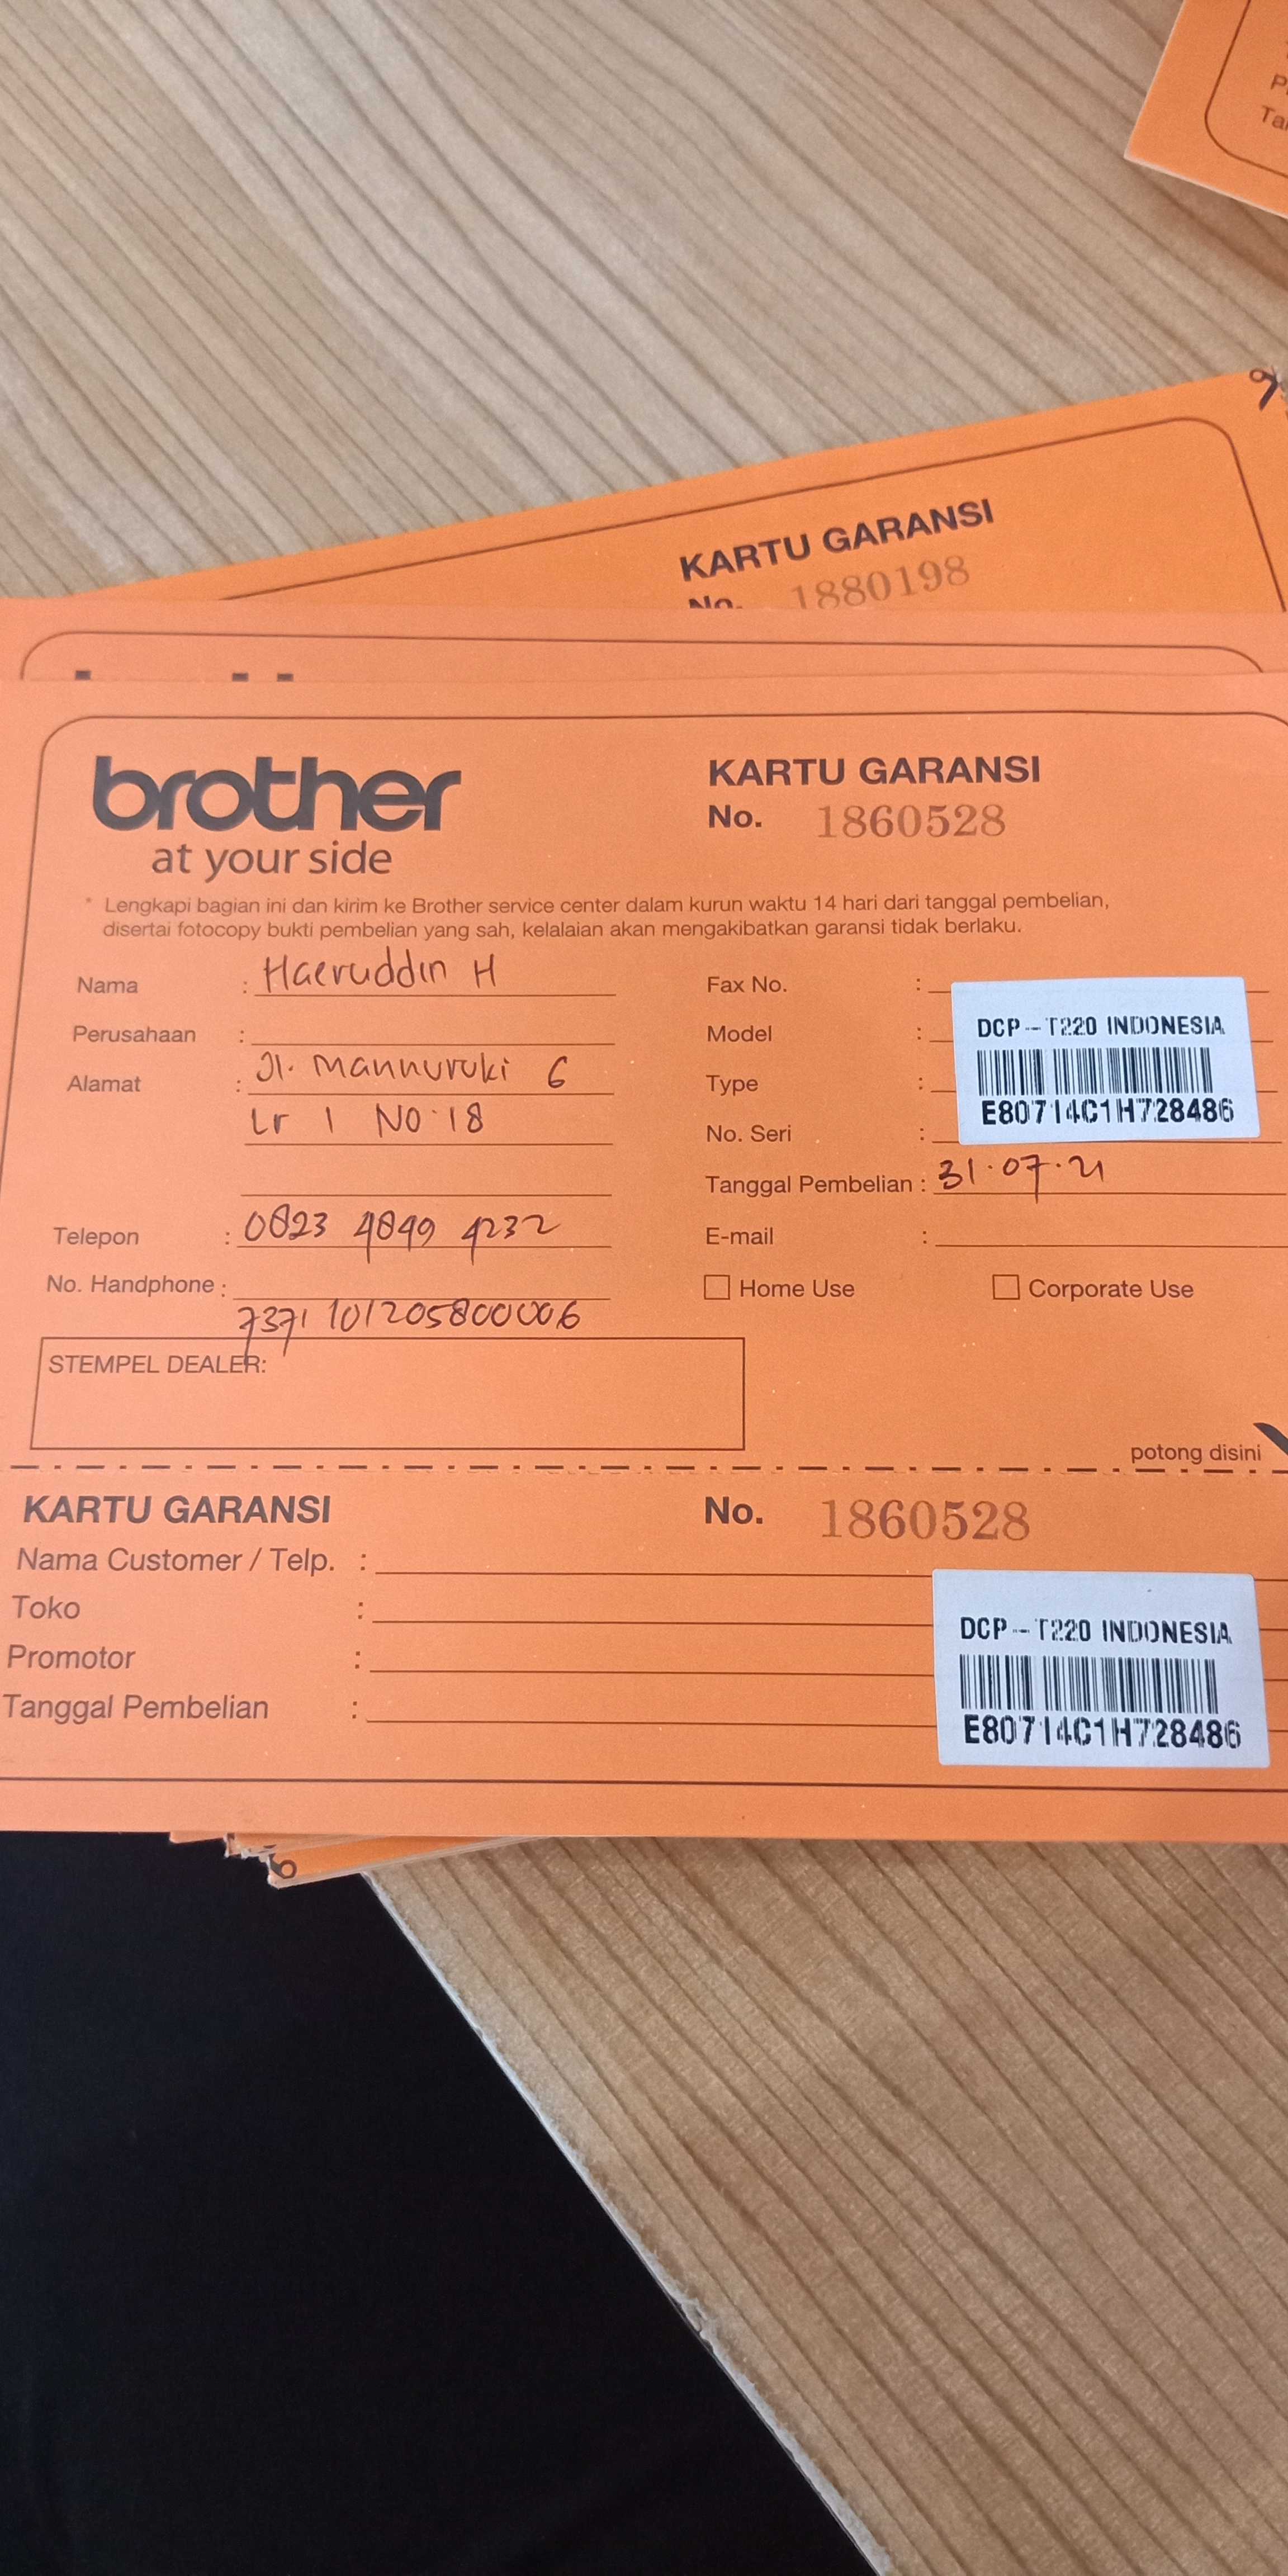 P
Ta
KARTU GARANSI
No. 1880198
brother
at your side
KARTU GARANSI
No. 1860528
* Lengkapi bagian ini dan kirim ke Brother service center dalam kurun waktu 14 hari dari tanggal pembelian,
disertai fotocopy bukti pembelian yang sah, kelalaian akan mengakibatkan garansi tidak berlaku.
Nama : Haeruddin H
Perusahaan :
Alamat : Jl. Mannuruki 6
Lr 1 No. 18
Telepon : 0823 4849 4232
No. Handphone :
7371 101205800006
Fax No. :
Model :
Type :
No. Seri :
DCP-T220 INDONESIA
E80714C1H728486
Tanggal Pembelian : 31.07.21
E-mail :
Home Use Corporate Use
STEMPEL DEALER:
potong disini
KARTU GARANSI No. 1860528
Nama Customer / Telp. :
Toko :
Promotor :
Tanggal Pembelian :
DCP-T220 INDONESIA
E80714C1H728486